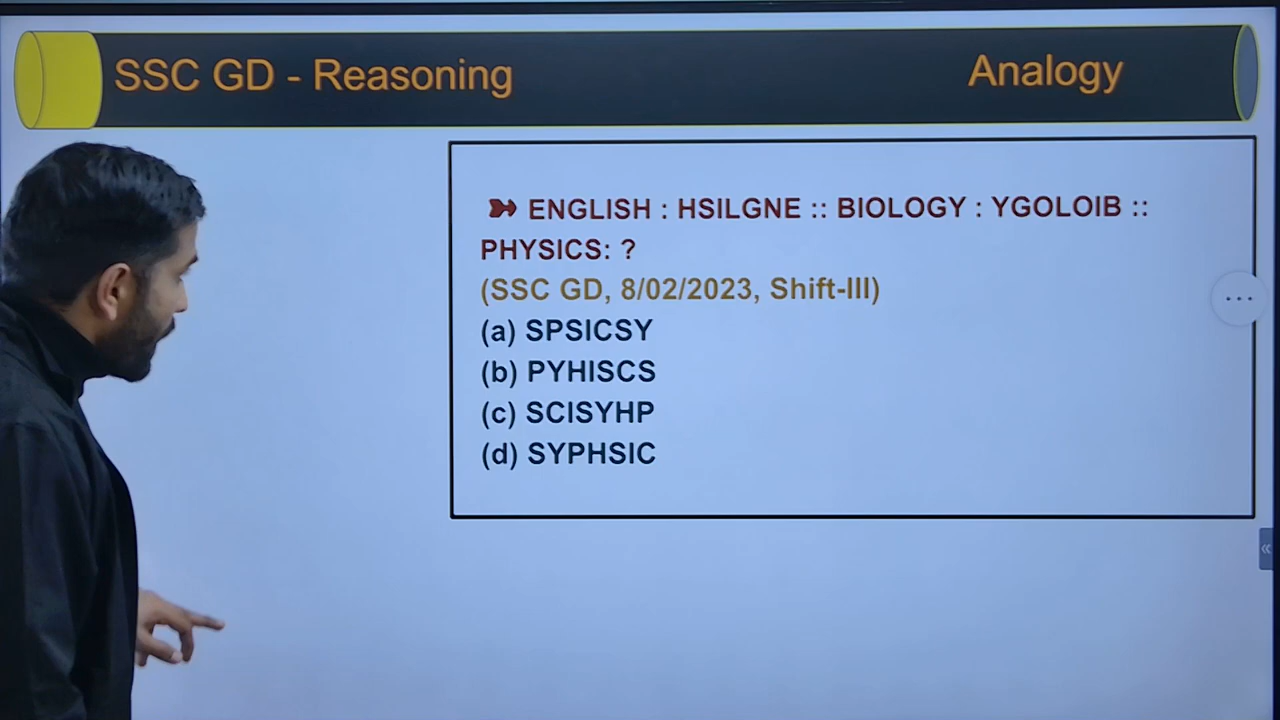 SSC GD - Reasoning
Analogy
ENGLISH : HSILGNE :: BIOLOGY : YGOLOIB ::
PHYSICS: ?
(SSC GD, 8/02/2023, Shift-III)
(a) SPSICSY
(b) PYHISCS
(c) SCISYHP
(d) SYPHSIC